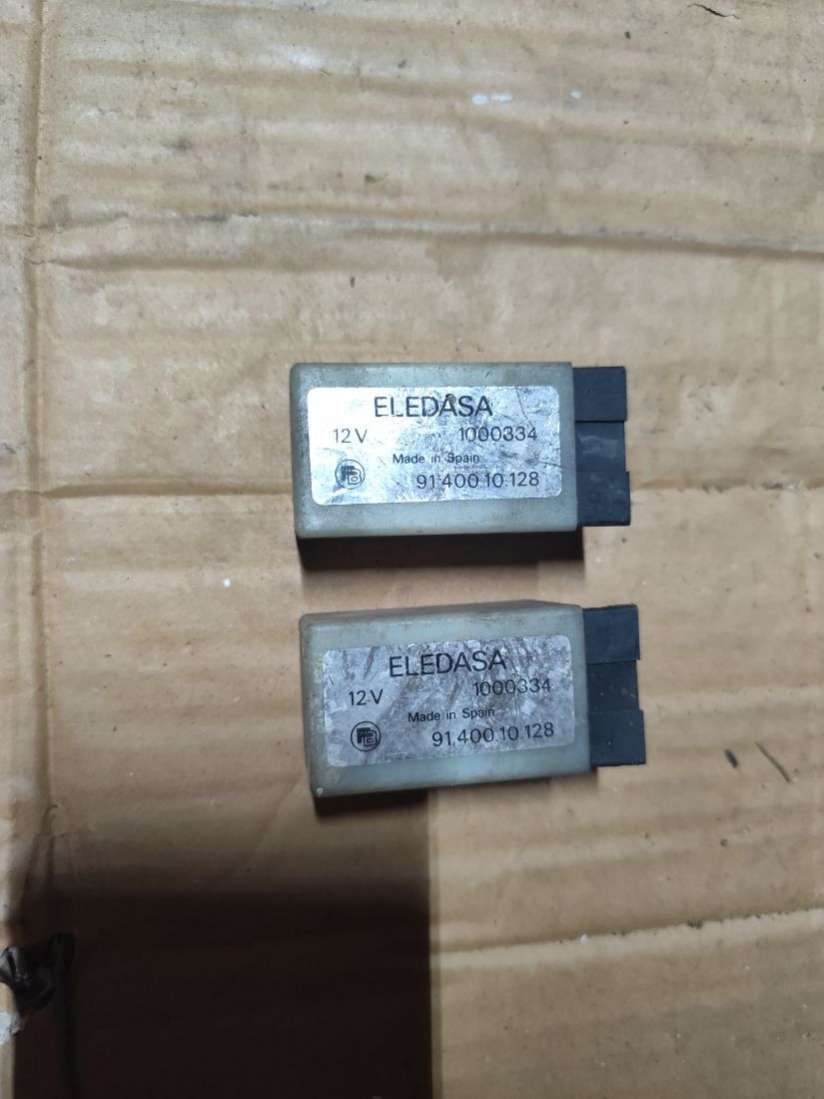 ELEDASA
12V 1000334
Made in Spain
91.400.10.128
ELEDASA
12V 1000334
Made in Spain
91.400.10.128